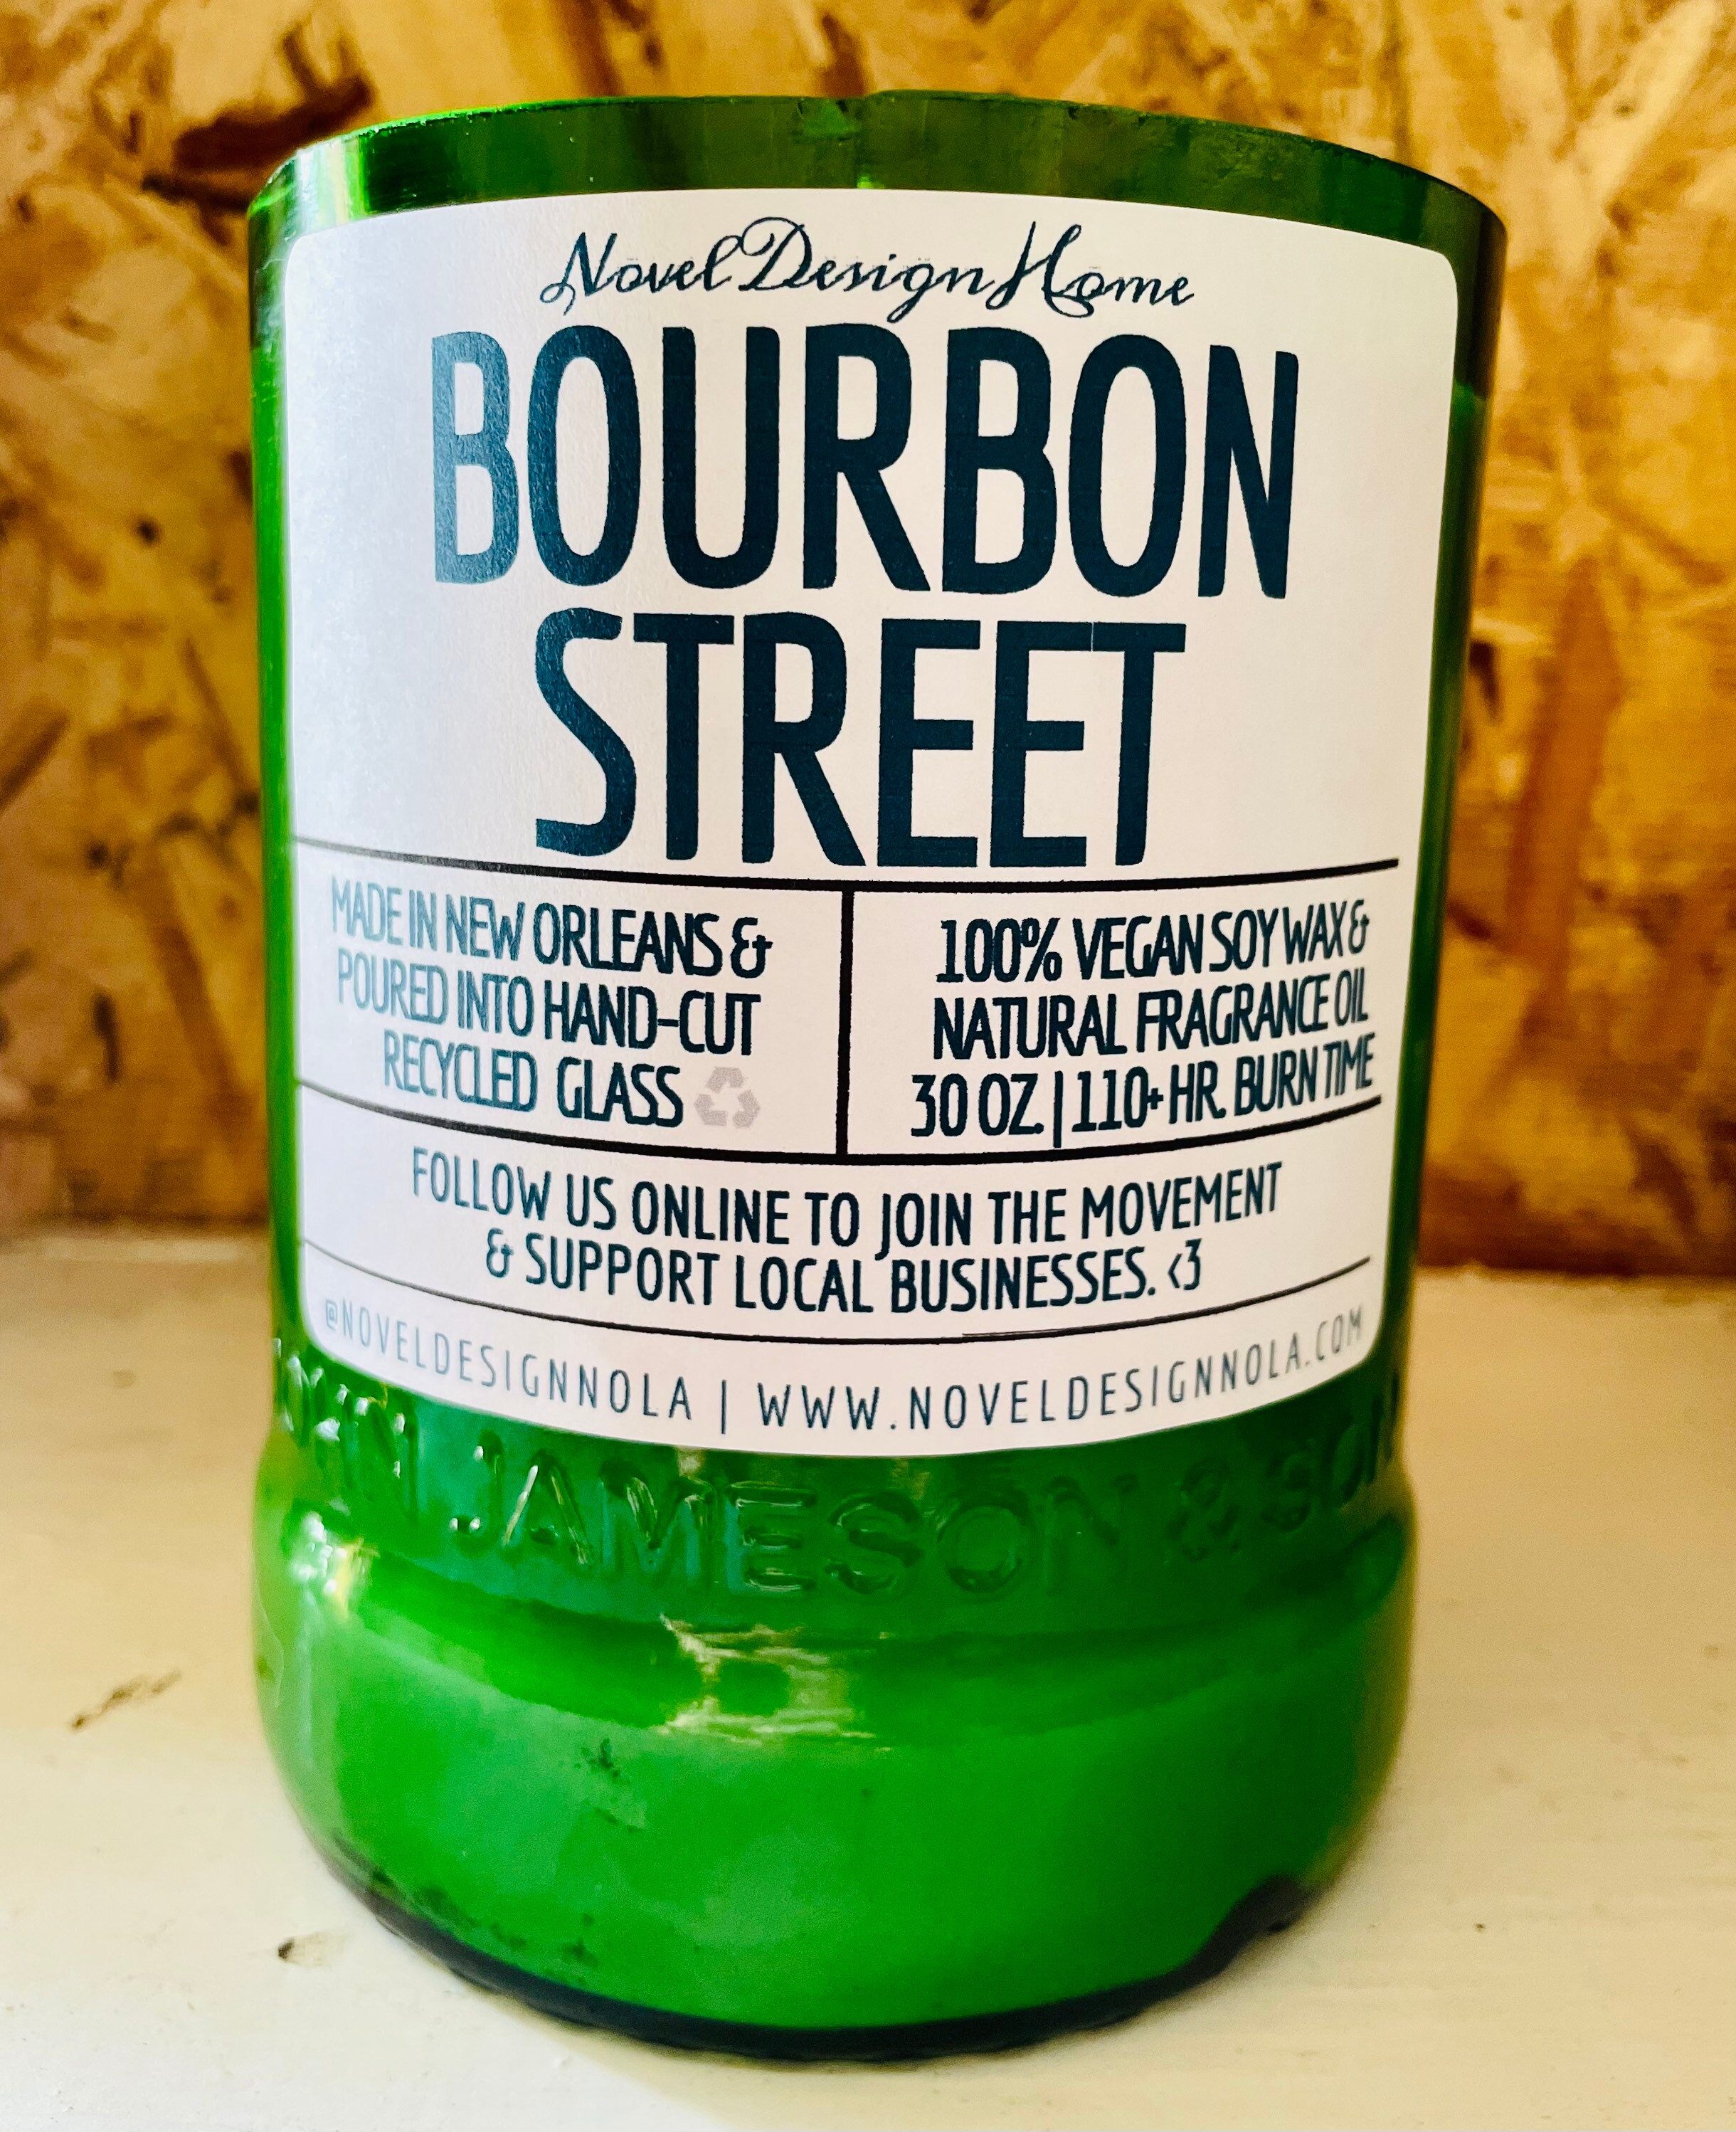 Novel Design Home
BOURBON
STREET
MADE IN NEW ORLEANS &
POURED INTO HAND-CUT
RECYCLED GLASS
100% VEGAN SOY WAX &
NATURAL FRAGRANCE OIL
30 OZ. | 110+ HR. BURN TIME
FOLLOW US ONLINE TO JOIN THE MOVEMENT
& SUPPORT LOCAL BUSINESSES. <3
@NOVELDESIGNNOLA | WWW.NOVELDESIGNNOLA.COM
JOHN JAMESON & SON